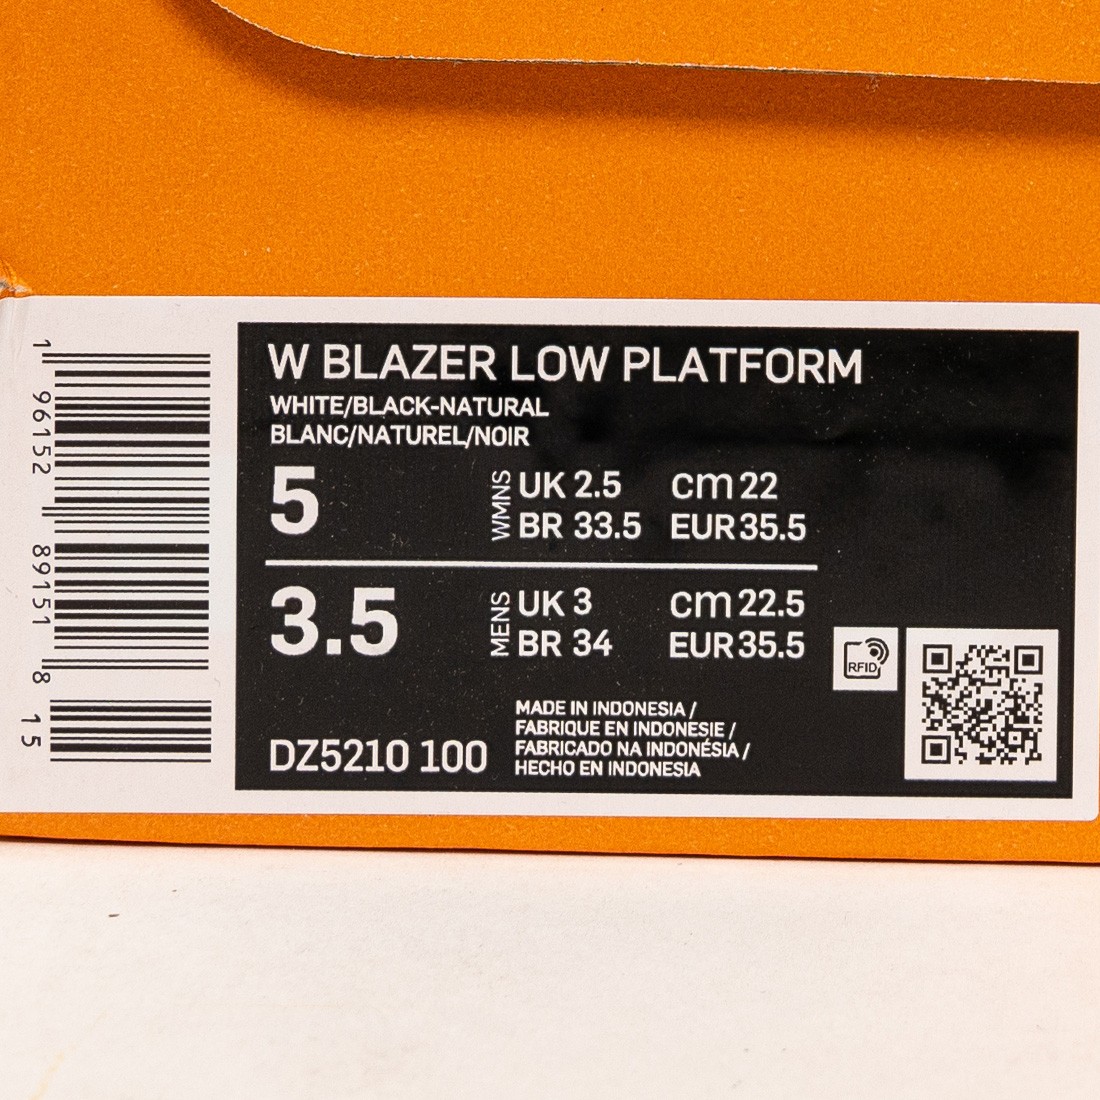 W BLAZER LOW PLATFORM
WHITE/BLACK-NATURAL
BLANC/NATUREL/NOIR
5
WMNS
UK 2.5 cm 22
BR 33.5 EUR 35.5
3.5
MENS
UK 3 cm 22.5
BR 34 EUR 35.5
DZ5210 100
MADE IN INDONESIA /
FABRIQUE EN INDONESIE /
FABRICADO NA INDONÉSIA /
HECHO EN INDONESIA
RFID
1 96152 89151 8 15